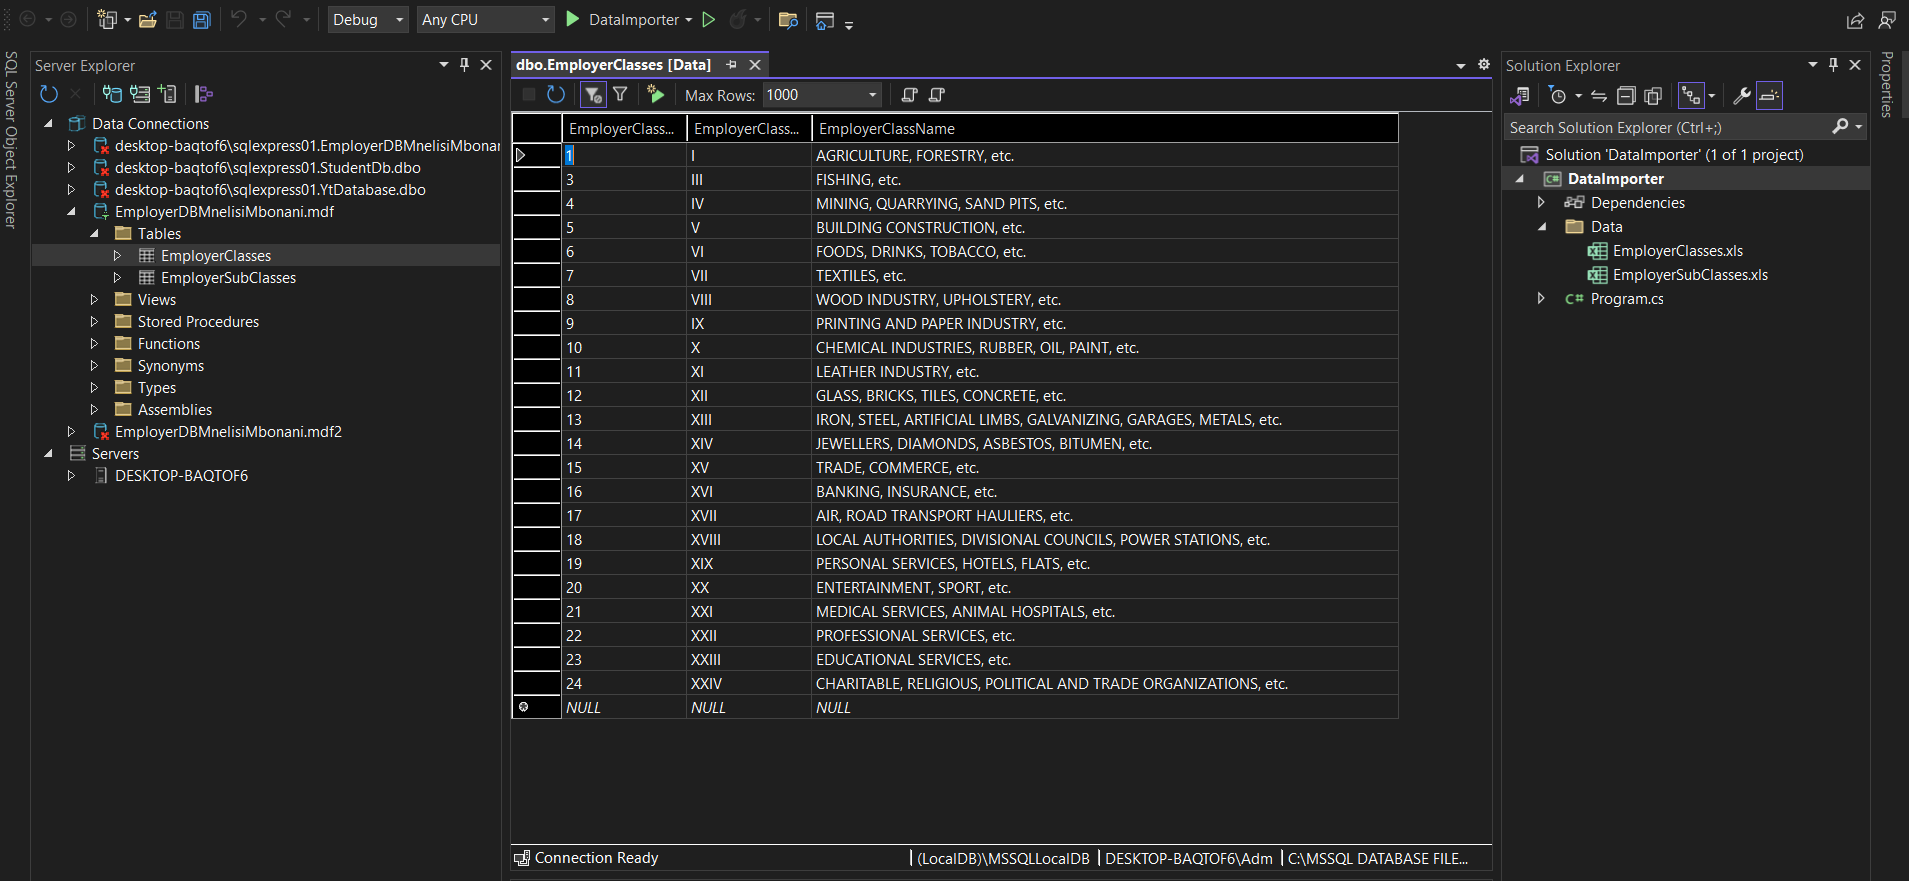 Debug
Any CPU
DataImporter
SQL Server Object Explorer
Server Explorer
Data Connections
desktop-baqtof6\sqlexpress01.EmployerDBMnelisiMbonan
desktop-baqtof6\sqlexpress01.StudentDb.dbo
desktop-baqtof6\sqlexpress01.YtDatabase.dbo
EmployerDBMnelisiMbonani.mdf
Tables
EmployerClasses
EmployerSubClasses
Views
Stored Procedures
Functions
Synonyms
Types
Assemblies
EmployerDBMnelisiMbonani.mdf2
Servers
DESKTOP-BAQTOF6
dbo.EmployerClasses [Data]
Max Rows: 1000
EmployerClass... EmployerClass... EmployerClassName
1 I AGRICULTURE, FORESTRY, etc.
3 III FISHING, etc.
4 IV MINING, QUARRYING, SAND PITS, etc.
5 V BUILDING CONSTRUCTION, etc.
6 VI FOODS, DRINKS, TOBACCO, etc.
7 VII TEXTILES, etc.
8 VIII WOOD INDUSTRY, UPHOLSTERY, etc.
9 IX PRINTING AND PAPER INDUSTRY, etc.
10 X CHEMICAL INDUSTRIES, RUBBER, OIL, PAINT, etc.
11 XI LEATHER INDUSTRY, etc.
12 XII GLASS, BRICKS, TILES, CONCRETE, etc.
13 XIII IRON, STEEL, ARTIFICIAL LIMBS, GALVANIZING, GARAGES, METALS, etc.
14 XIV JEWELLERS, DIAMONDS, ASBESTOS, BITUMEN, etc.
15 XV TRADE, COMMERCE, etc.
16 XVI BANKING, INSURANCE, etc.
17 XVII AIR, ROAD TRANSPORT HAULIERS, etc.
18 XVIII LOCAL AUTHORITIES, DIVISIONAL COUNCILS, POWER STATIONS, etc.
19 XIX PERSONAL SERVICES, HOTELS, FLATS, etc.
20 XX ENTERTAINMENT, SPORT, etc.
21 XXI MEDICAL SERVICES, ANIMAL HOSPITALS, etc.
22 XXII PROFESSIONAL SERVICES, etc.
23 XXIII EDUCATIONAL SERVICES, etc.
24 XXIV CHARITABLE, RELIGIOUS, POLITICAL AND TRADE ORGANIZATIONS, etc.
NULL NULL NULL
Connection Ready
(LocalDB)\MSSQLLocalDB
DESKTOP-BAQTOF6\Adm
C:\MSSQL DATABASE FILE...
Solution Explorer
Search Solution Explorer (Ctrl+;)
Solution 'DataImporter' (1 of 1 project)
C# DataImporter
Dependencies
Data
EmployerClasses.xls
EmployerSubClasses.xls
C# Program.cs
Properties